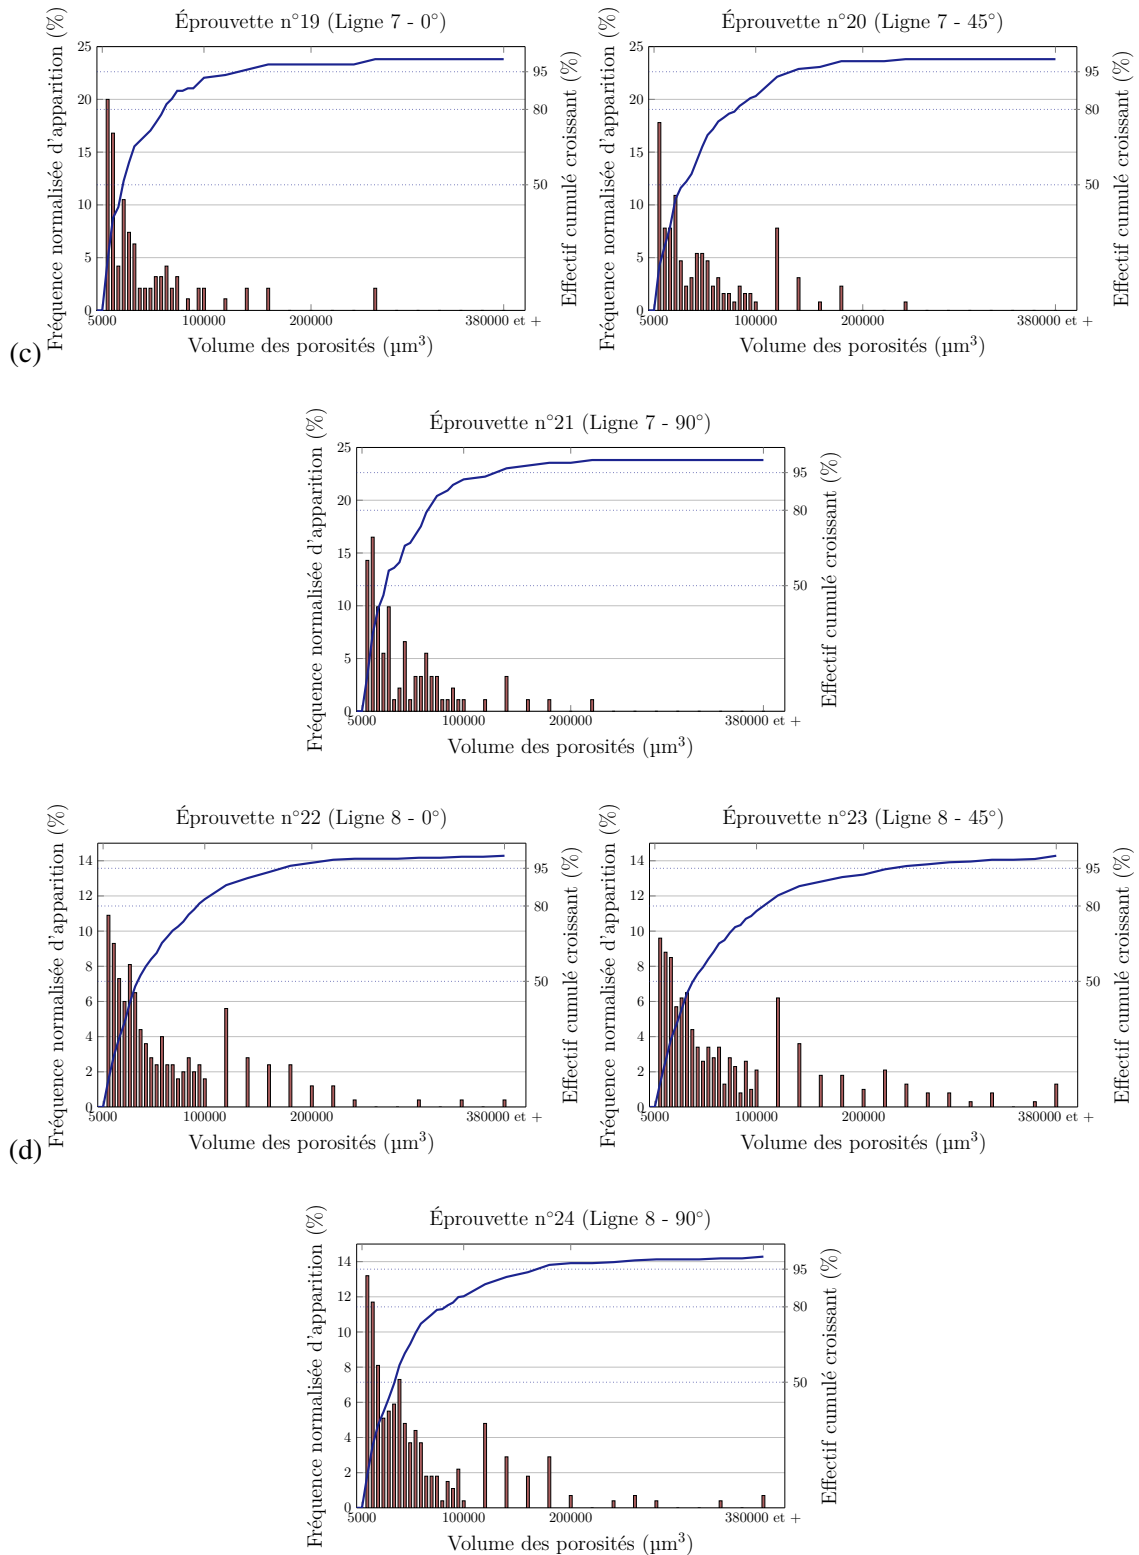 Éprouvette n°19 (Ligne 7 - 0°)
Fréquence normalisée d'apparition (%)
25
20
15
10
5
0
95
80
50
Effectif cumulé croissant (%)
5000 100000 200000 380000 et +
Volume des porosités (µm³)
Éprouvette n°20 (Ligne 7 - 45°)
Fréquence normalisée d'apparition (%)
25
20
15
10
5
0
95
80
50
Effectif cumulé croissant (%)
5000 100000 200000 380000 et +
Volume des porosités (µm³)
(c)
Éprouvette n°21 (Ligne 7 - 90°)
Fréquence normalisée d'apparition (%)
25
20
15
10
5
0
95
80
50
Effectif cumulé croissant (%)
5000 100000 200000 380000 et +
Volume des porosités (µm³)
Éprouvette n°22 (Ligne 8 - 0°)
Fréquence normalisée d'apparition (%)
14
12
10
8
6
4
2
0
95
80
50
Effectif cumulé croissant (%)
5000 100000 200000 380000 et +
Volume des porosités (µm³)
Éprouvette n°23 (Ligne 8 - 45°)
Fréquence normalisée d'apparition (%)
14
12
10
8
6
4
2
0
95
80
50
Effectif cumulé croissant (%)
5000 100000 200000 380000 et +
Volume des porosités (µm³)
(d)
Éprouvette n°24 (Ligne 8 - 90°)
Fréquence normalisée d'apparition (%)
14
12
10
8
6
4
2
0
95
80
50
Effectif cumulé croissant (%)
5000 100000 200000 380000 et +
Volume des porosités (µm³)